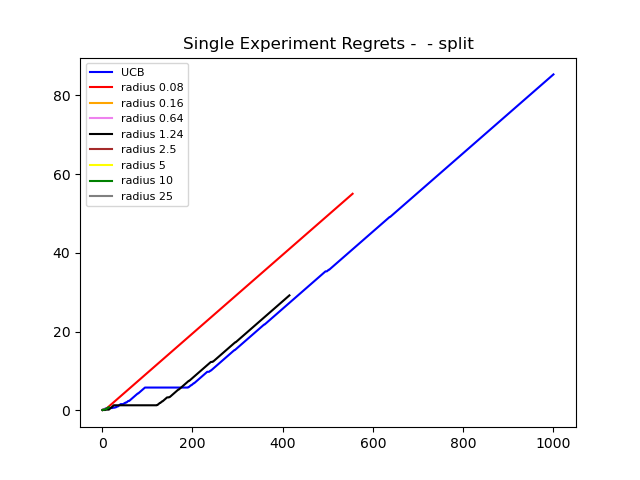 Single Experiment Regrets -  - split
UCB
radius 0.08
radius 0.16
radius 0.64
radius 1.24
radius 2.5
radius 5
radius 10
radius 25
80
60
40
20
0
0 200 400 600 800 1000